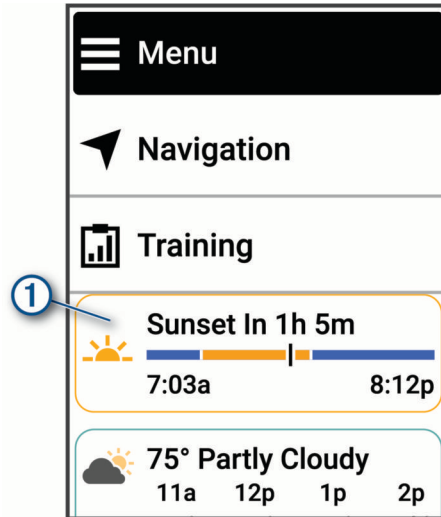 Menu
Navigation
Training
1
Sunset In 1h 5m
7:03a 8:12p
75° Partly Cloudy
11a 12p 1p 2p